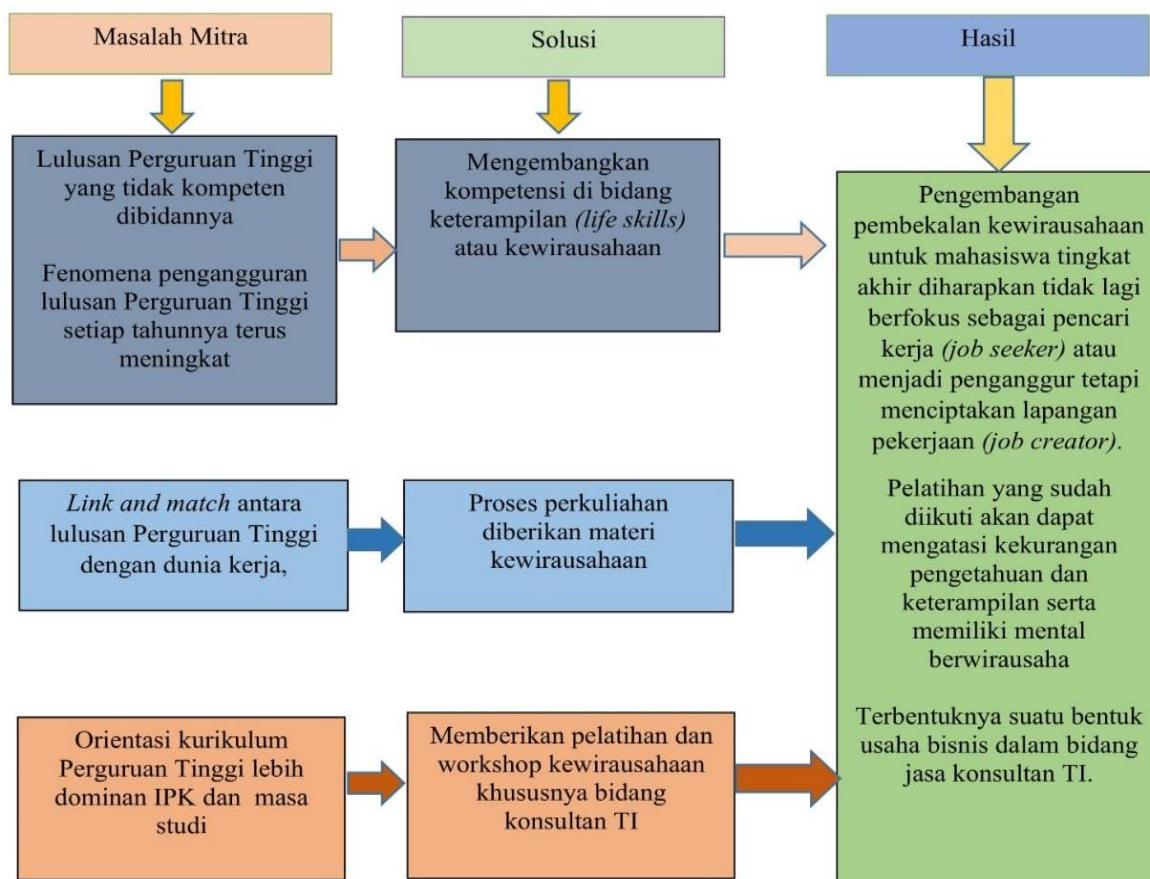 Masalah Mitra
Solusi
Hasil
Lulusan Perguruan Tinggi
yang tidak kompeten
dibidannya
Fenomena pengangguran
lulusan Perguruan Tinggi
setiap tahunnya terus
meningkat
Mengembangkan
kompetensi di bidang
keterampilan (life skills)
atau kewirausahaan
Link and match antara
lulusan Perguruan Tinggi
dengan dunia kerja,
Proses perkuliahan
diberikan materi
kewirausahaan
Orientasi kurikulum
Perguruan Tinggi lebih
dominan IPK dan masa
studi
Memberikan pelatihan dan
workshop kewirausahaan
khususnya bidang
konsultan TI
Pengembangan
pembekalan kewirausahaan
untuk mahasiswa tingkat
akhir diharapkan tidak lagi
berfokus sebagai pencari
kerja (job seeker) atau
menjadi penganggur tetapi
menciptakan lapangan
pekerjaan (job creator).
Pelatihan yang sudah
diikuti akan dapat
mengatasi kekurangan
pengetahuan dan
keterampilan serta
memiliki mental
berwirausaha
Terbentuknya suatu bentuk
usaha bisnis dalam bidang
jasa konsultan TI.